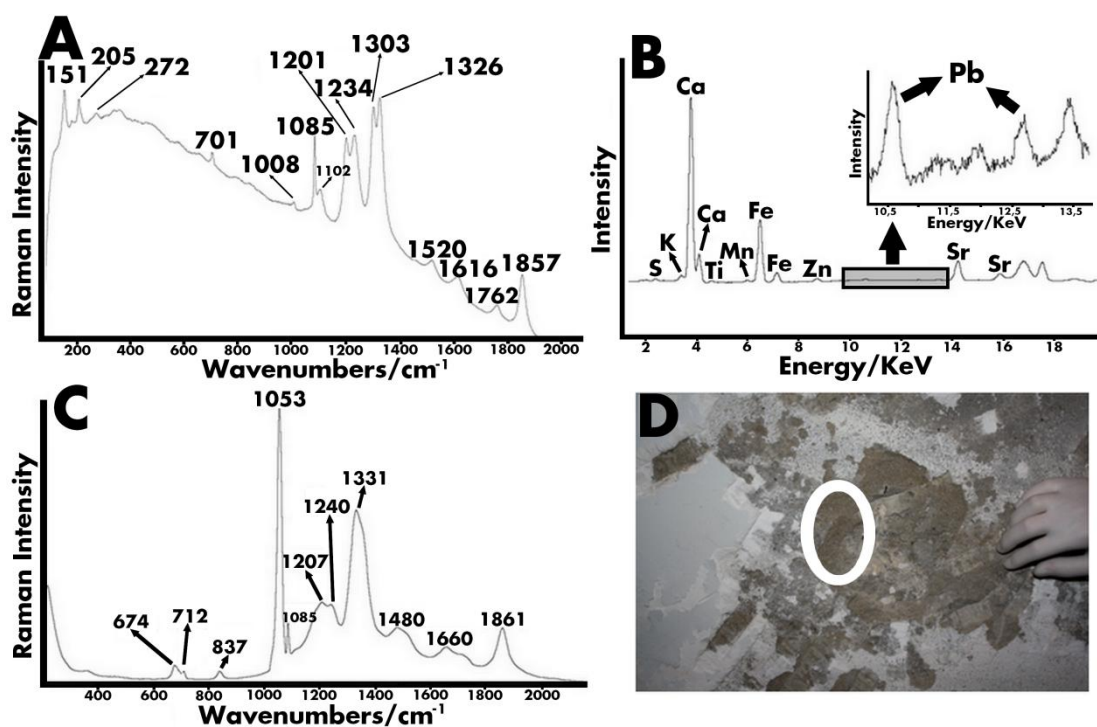 A
151
205
272
701
1008
1085
1102
1201
1234
1303
1326
1520
1616
1762
1857
Raman Intensity
200 400 600 800 1000 1200 1400 1600 1800 2000
Wavenumbers/cm-1
B
S
K
Ca
Ca
Ti
Mn
Fe
Fe
Zn
Sr
Sr
Intensity
2 4 6 8 10 12 14 16 18
Energy/KeV
Pb
Intensity
10,5 11,5 12,5 13,5
Energy/KeV
C
674
712
837
1053
1085
1207
1240
1331
1480
1660
1861
Raman Intensity
400 600 800 1000 1200 1400 1600 1800 2000
Wavenumbers/cm-1
D